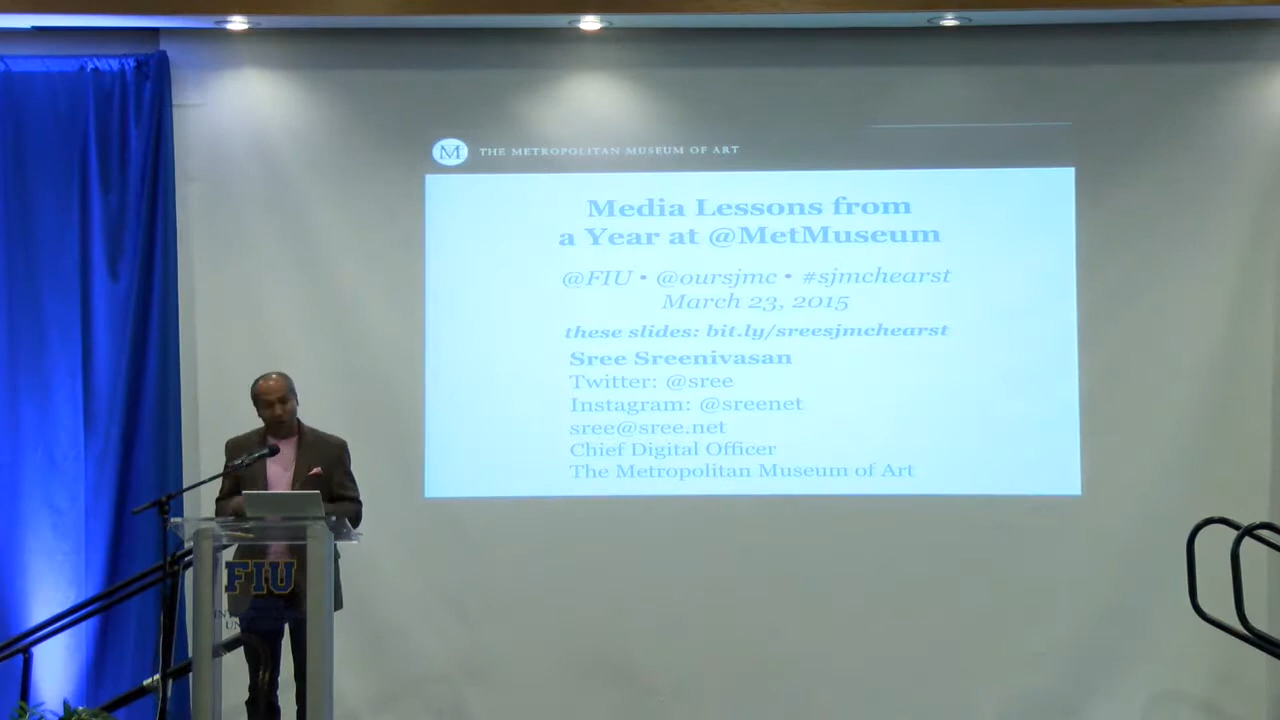 M THE METROPOLITAN MUSEUM OF ART
Media Lessons from
a Year at @MetMuseum
@FIU • @oursjmc • #sjmchearst
March 23, 2015
these slides: bit.ly/sreesjmchearst
Sree Sreenivasan
Twitter: @sree
Instagram: @sreenet
sree@sree.net
Chief Digital Officer
The Metropolitan Museum of Art
FIU